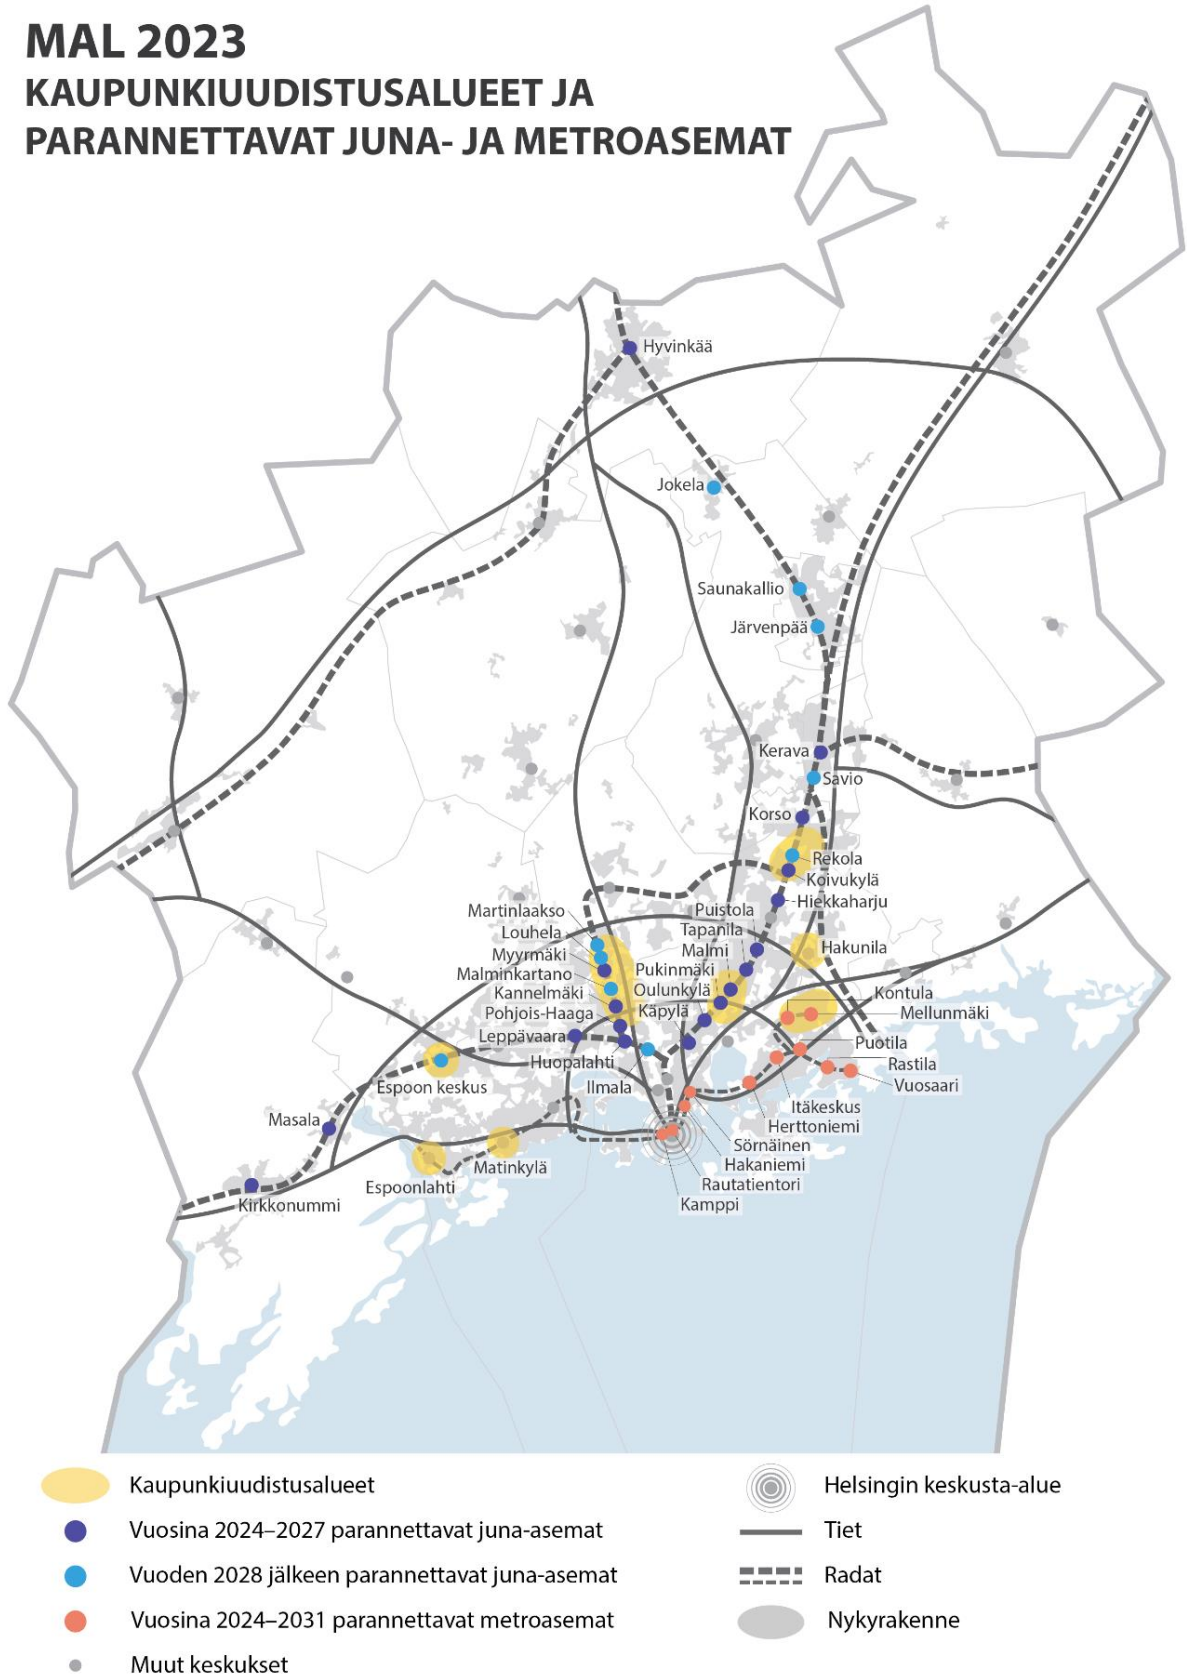 MAL 2023
KAUPUNKIUUDISTUSALUEET JA
PARANNETTAVAT JUNA- JA METROASEMAT
Hyvinkää
Jokela
Saunakallio
Järvenpää
Kerava
Savio
Korso
Rekola
Koivukylä
Hiekkaharju
Martinlaakso
Louhela
Myyrmäki
Malminkartano
Kannelmäki
Pohjois-Haaga
Leppävaara
Huopalahti
Ilmala
Puistola
Tapanila
Malmi
Pukinmäki
Oulunkylä
Käpylä
Hakunila
Kontula
Mellunmäki
Puotila
Rastila
Vuosaari
Itäkeskus
Herttoniemi
Sörnäinen
Hakaniemi
Rautatientori
Kamppi
Espoon keskus
Masala
Matinkylä
Espoonlahti
Kirkkonummi
Kaupunkiuudistusalueet
Vuosina 2024–2027 parannettavat juna-asemat
Vuoden 2028 jälkeen parannettavat juna-asemat
Vuosina 2024–2031 parannettavat metroasemat
Muut keskukset
Helsingin keskusta-alue
Tiet
Radat
Nykyrakenne